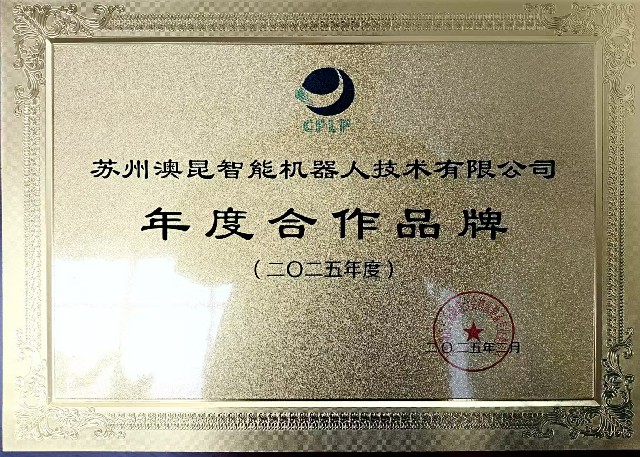 CFLP
苏州澳昆智能机器人技术有限公司
年度合作品牌
（二〇二五年度）
二〇二五年二月